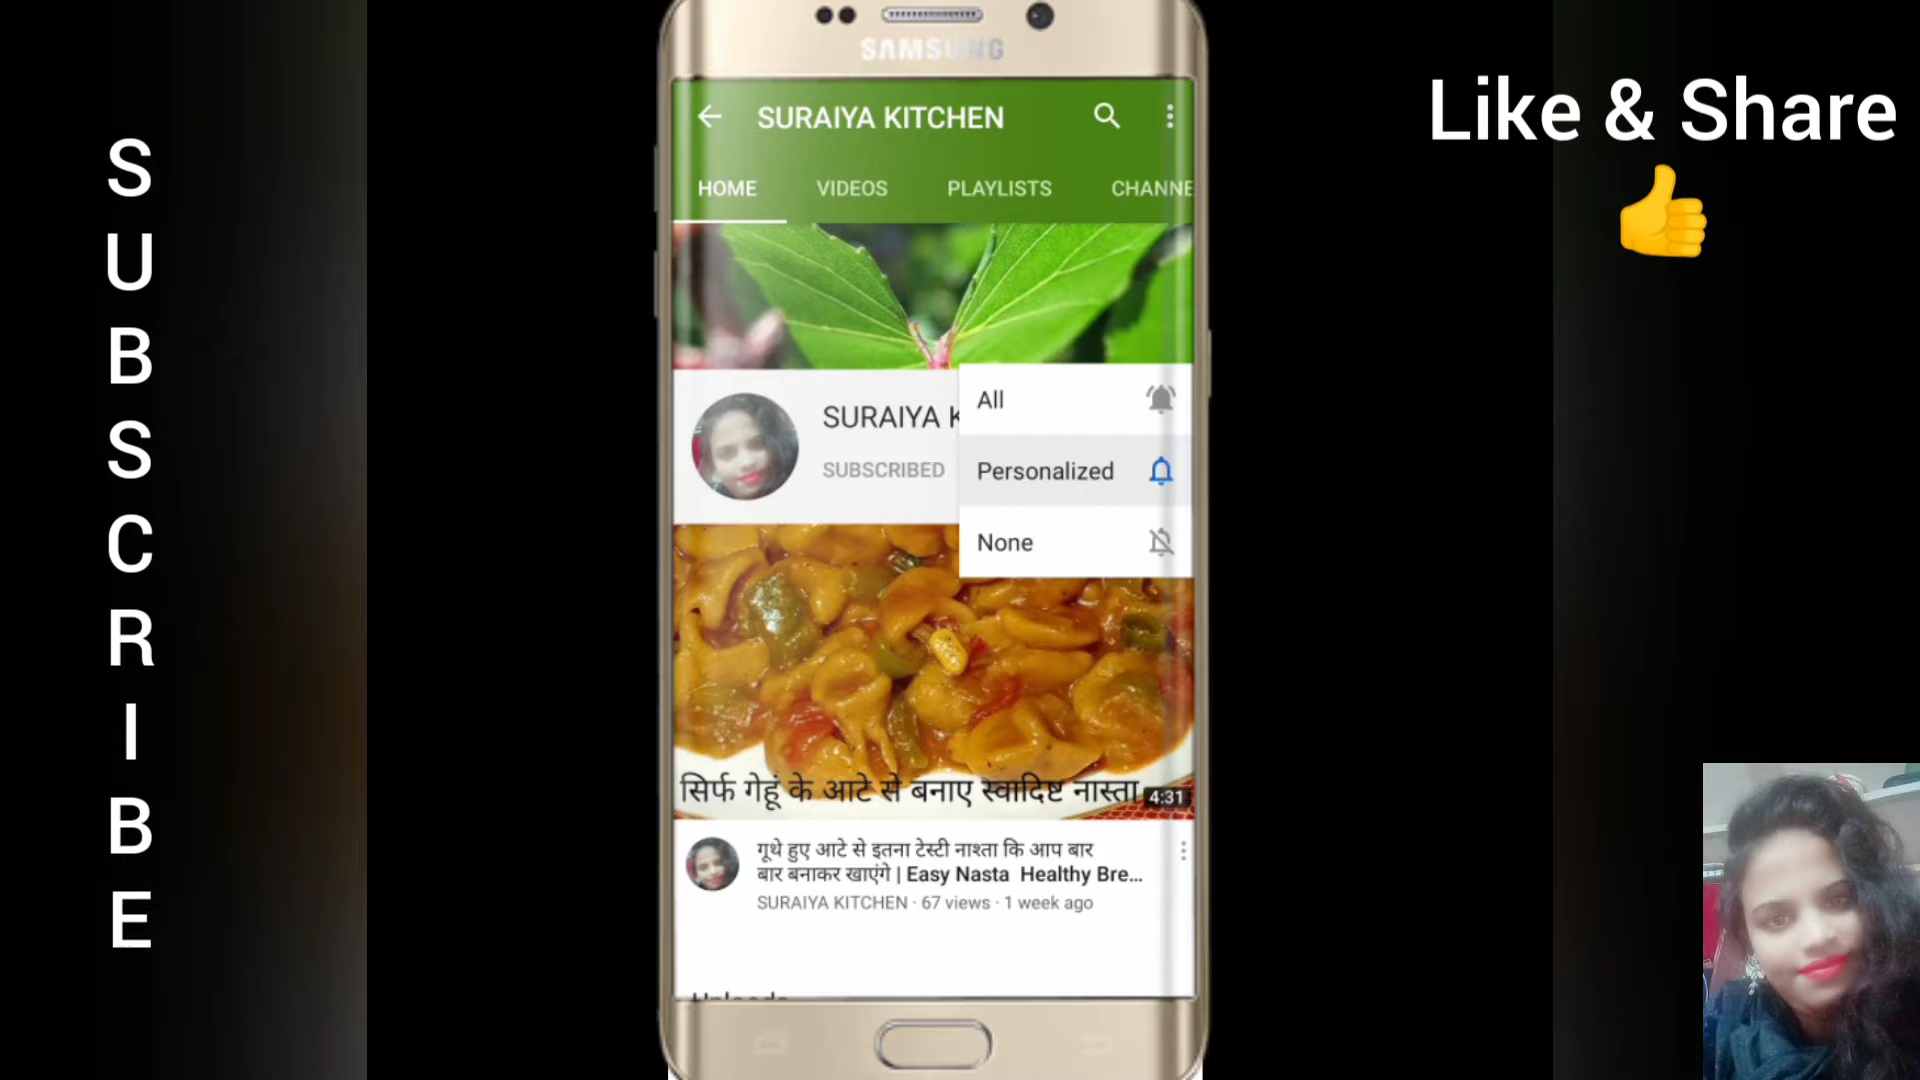 S
U
B
S
C
R
I
B
E
Like & Share
SAMSUNG
SURAIYA KITCHEN
HOME VIDEOS PLAYLISTS CHANNE
SURAIYA K
SUBSCRIBED
All
Personalized
None
सिर्फ गेहूं के आटे से बनाए स्वादिष्ट नास्ता
4:31
गूथे हुए आटे से इतना टेस्टी नाश्ता कि आप बार
बार बनाकर खाएंगे | Easy Nasta Healthy Bre...
SURAIYA KITCHEN · 67 views · 1 week ago
Uploads